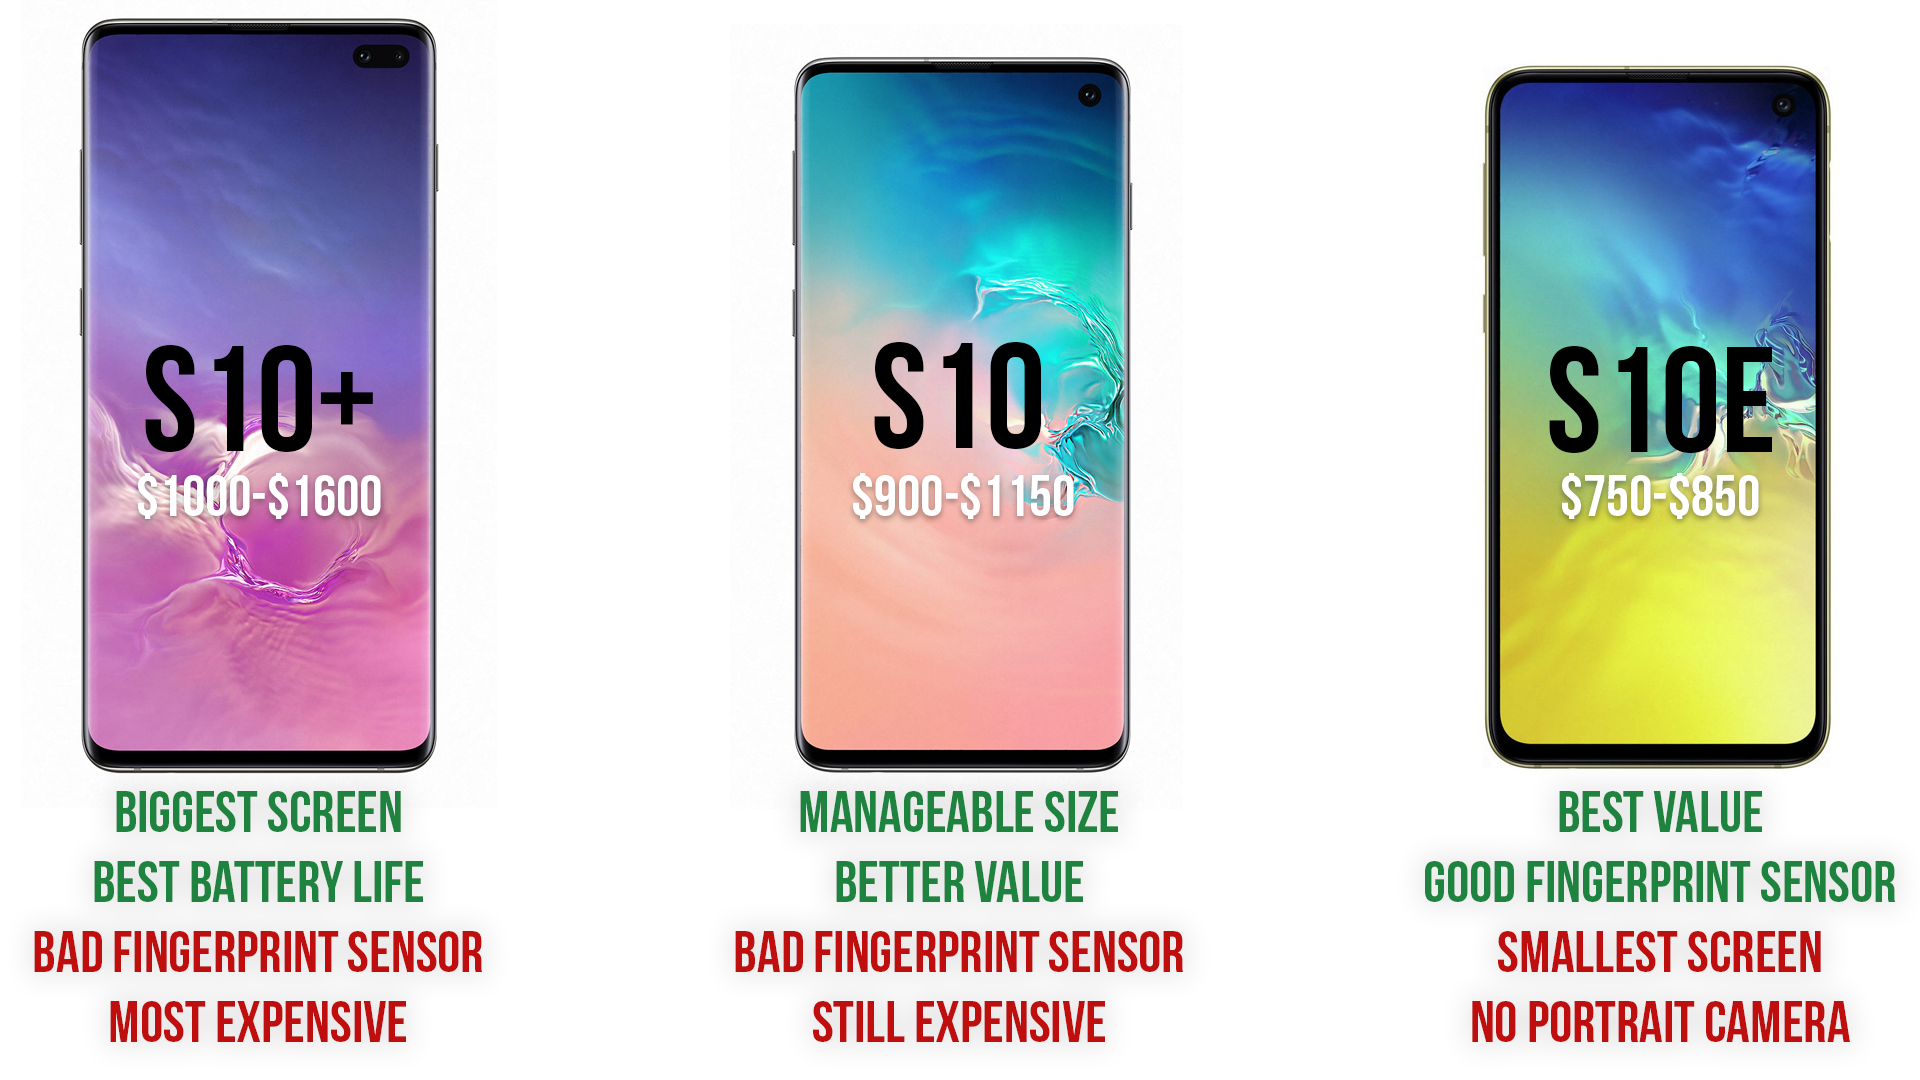 S10+
$1000-$1600
BIGGEST SCREEN
BEST BATTERY LIFE
BAD FINGERPRINT SENSOR
MOST EXPENSIVE
S10
$900-$1150
MANAGEABLE SIZE
BETTER VALUE
BAD FINGERPRINT SENSOR
STILL EXPENSIVE
S10E
$750-$850
BEST VALUE
GOOD FINGERPRINT SENSOR
SMALLEST SCREEN
NO PORTRAIT CAMERA